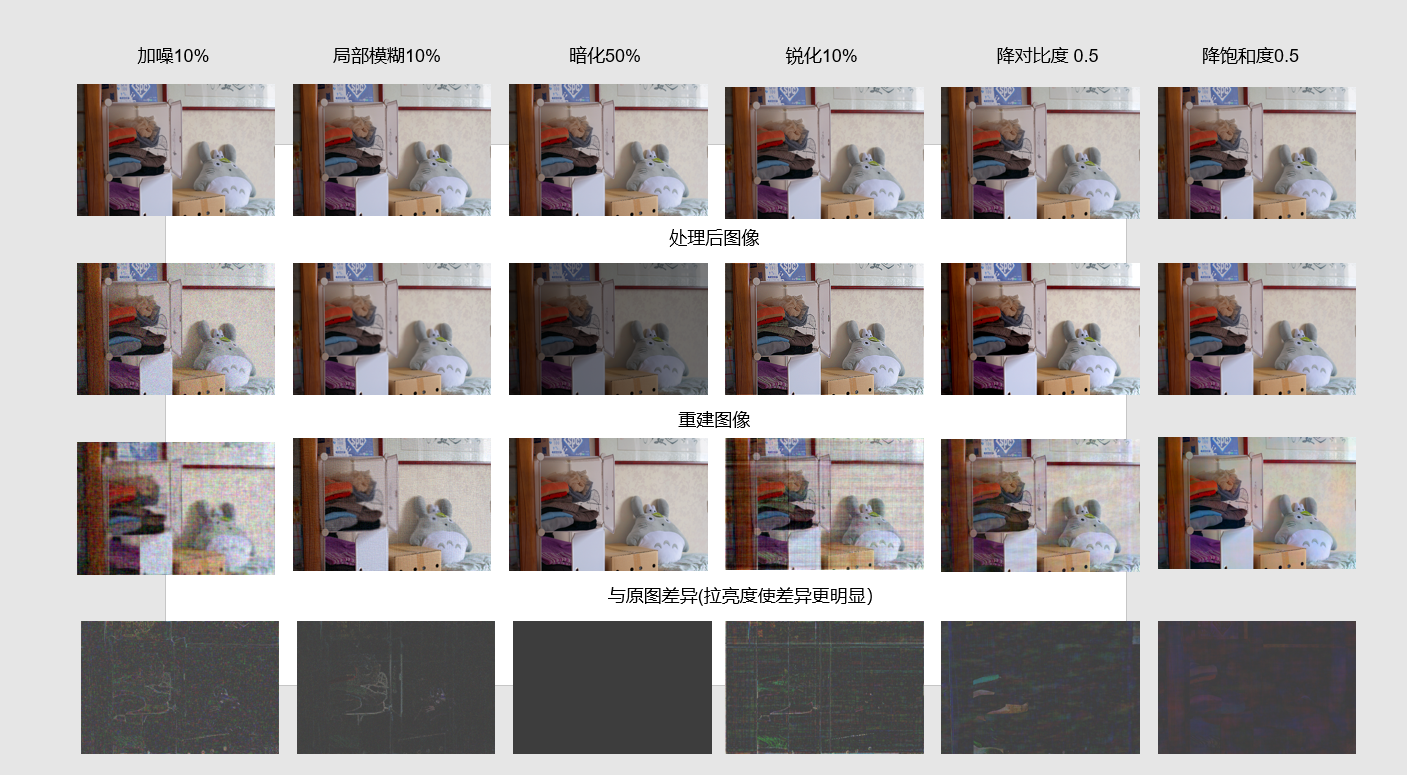 加噪10%
局部模糊10%
暗化50%
锐化10%
降对比度 0.5
降饱和度0.5
处理后图像
重建图像
与原图差异(拉亮度使差异更明显）